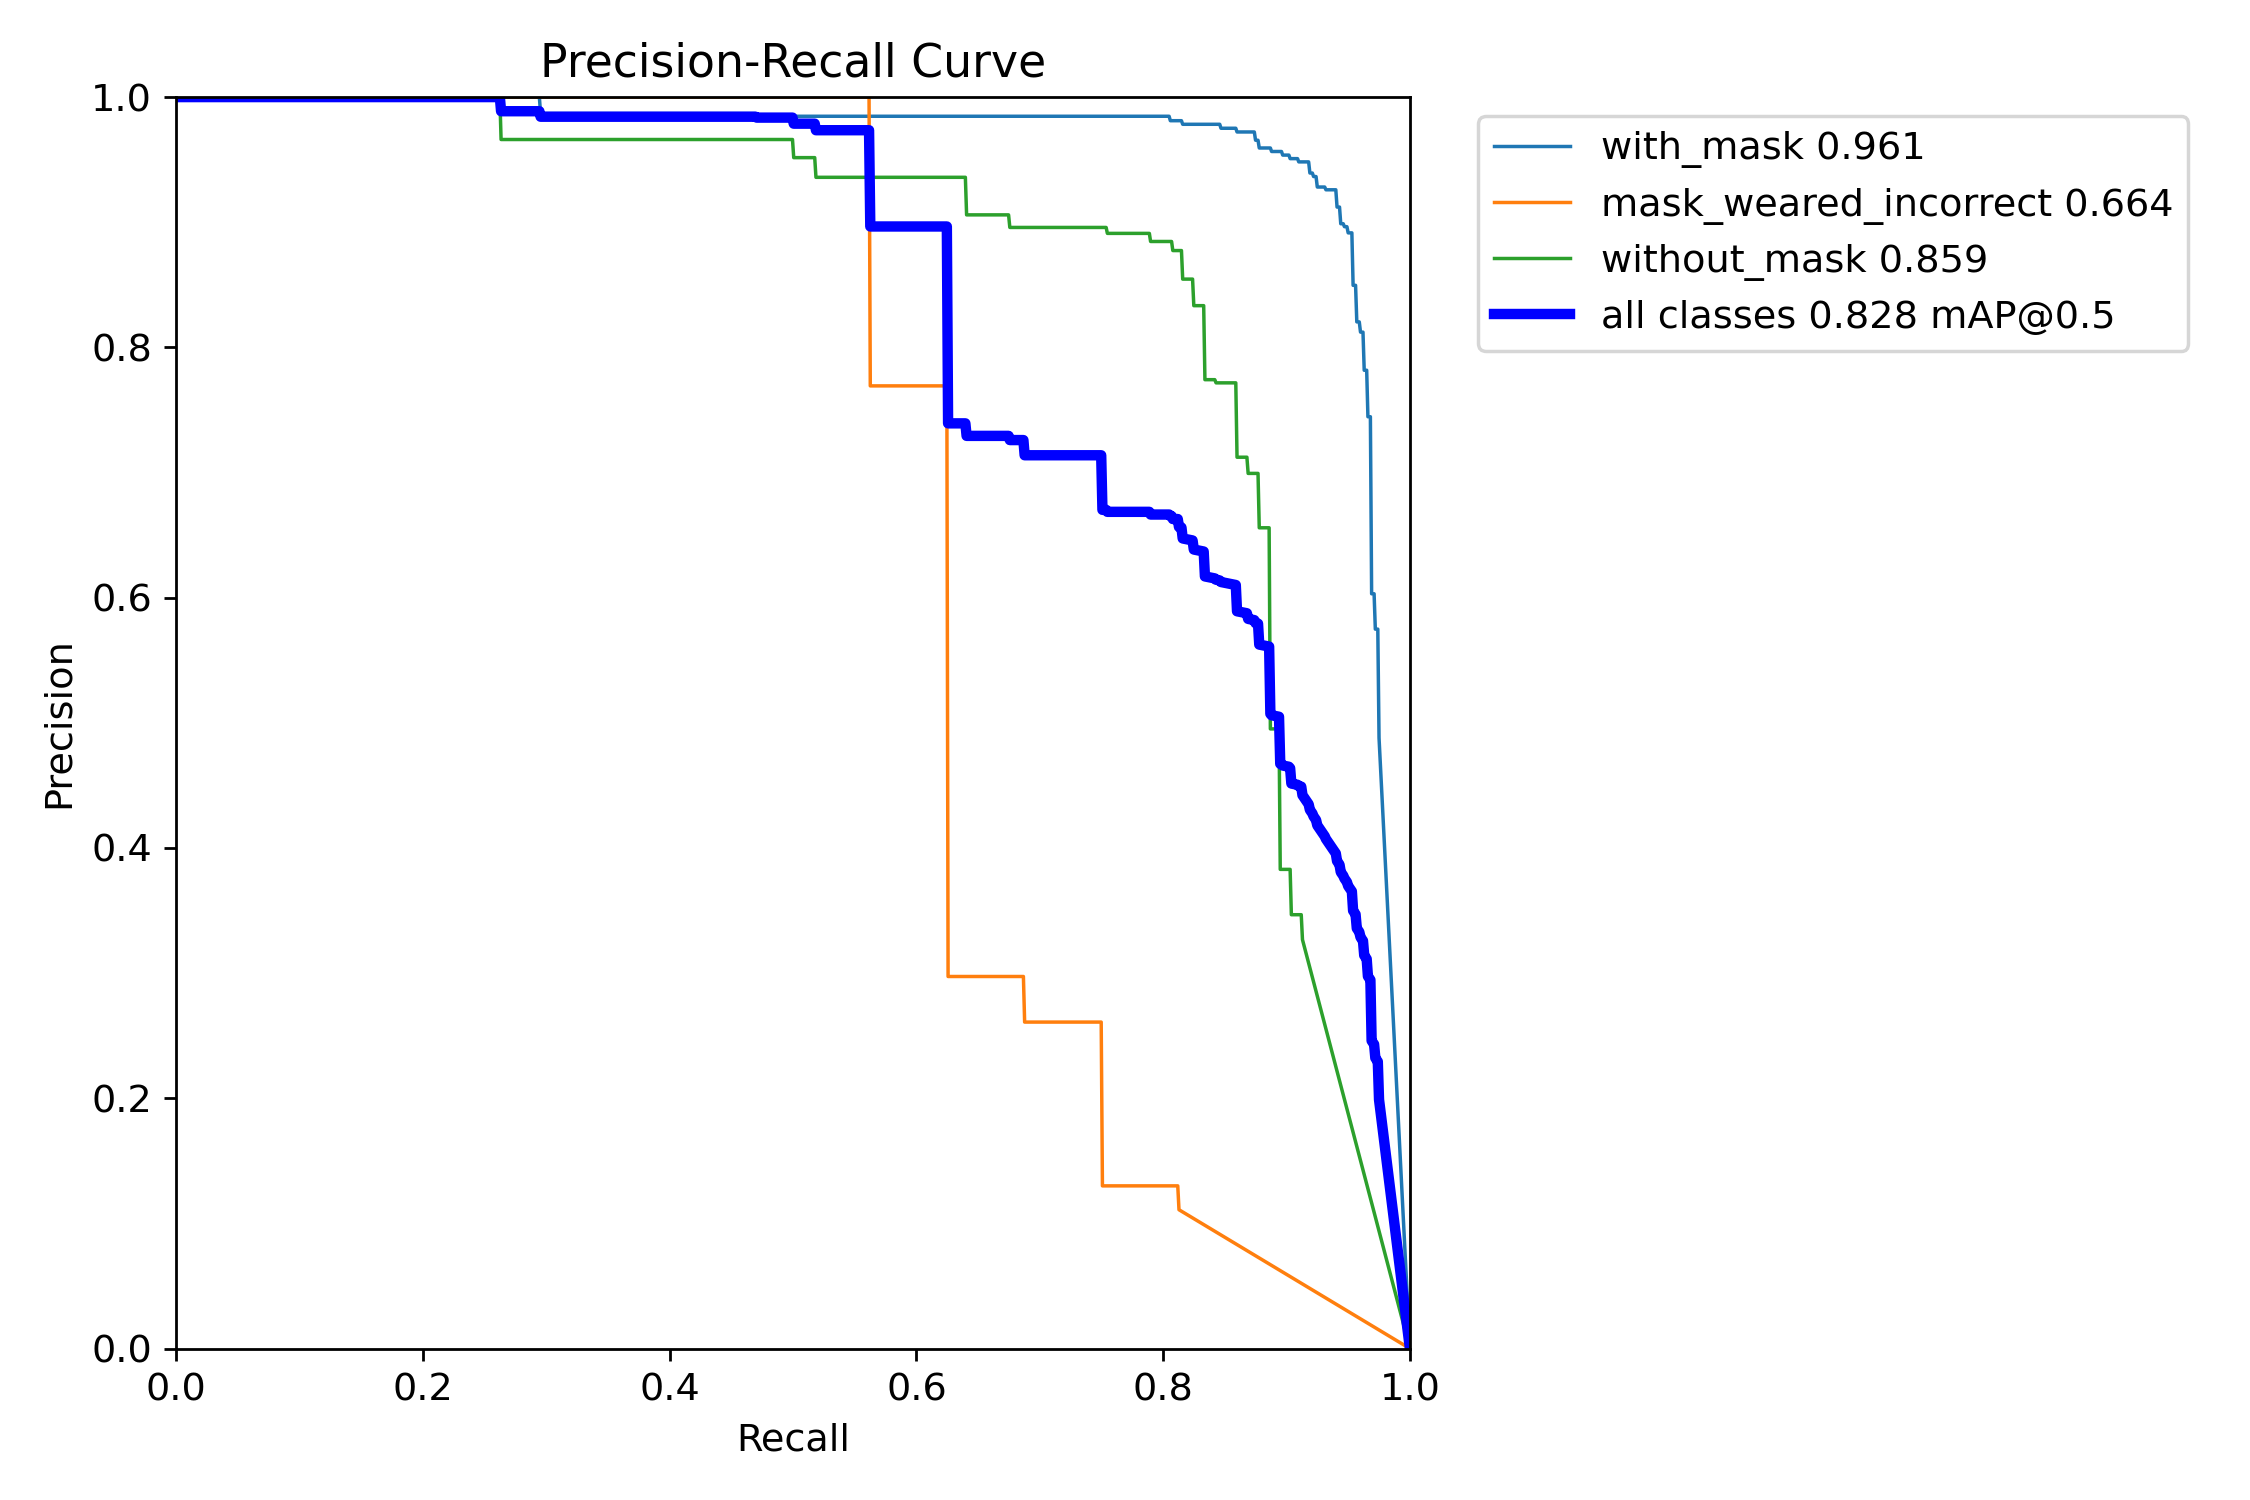 Precision-Recall Curve
1.0
0.8
0.6
0.4
0.2
0.0
Precision
0.0 0.2 0.4 0.6 0.8 1.0
Recall
with_mask 0.961
mask_weared_incorrect 0.664
without_mask 0.859
all classes 0.828 mAP@0.5